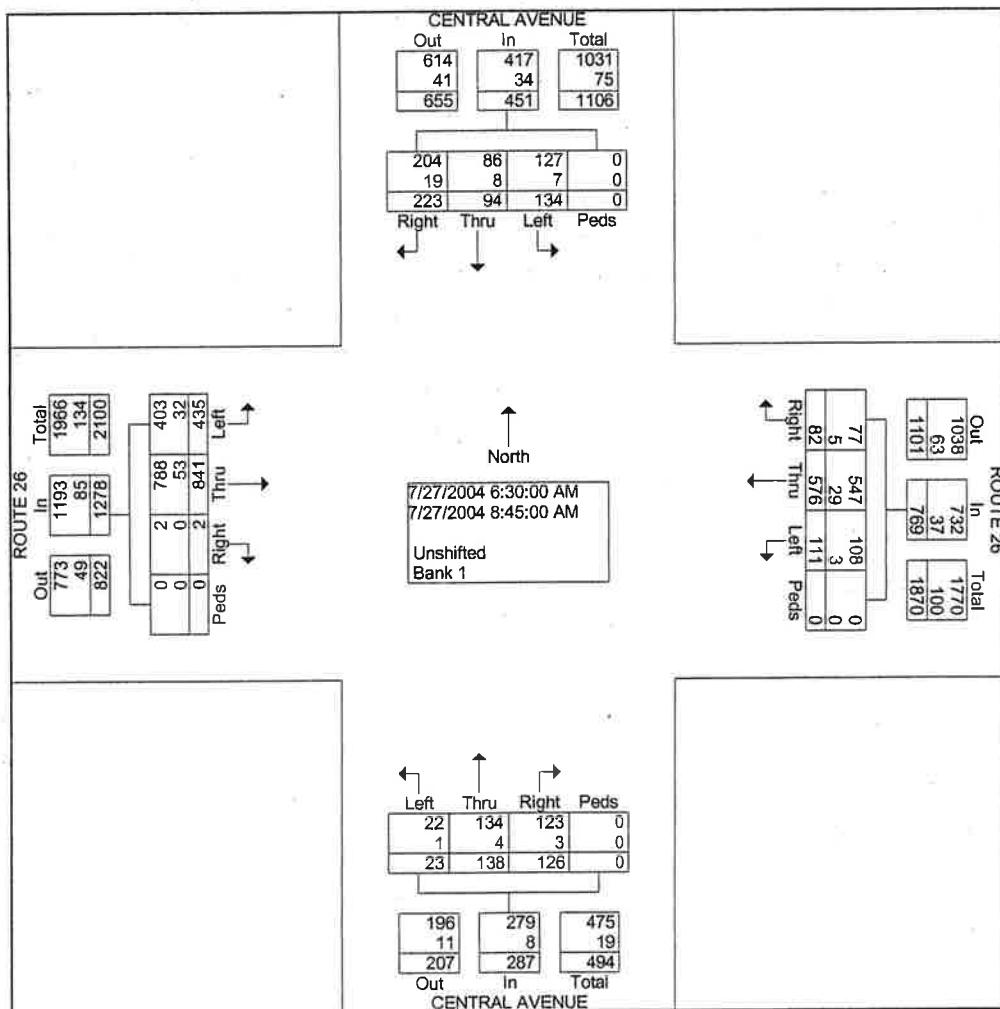 CENTRAL AVENUE
Out In Total
614 417 1031
41 34 75
655 451 1106
204 86 127 0
19 8 7 0
223 94 134 0
Right Thru Left Peds
ROUTE 26
Total In Out
1966 1193 773
134 85 49
2100 1278 822
403 788 2 0
32 53 0 0
435 841 2 0
Left Thru Right Peds
North
7/27/2004 6:30:00 AM
7/27/2004 8:45:00 AM
Unshifted
Bank 1
ROUTE 26
Out In Total
1038 732 1770
63 37 100
1101 769 1870
77 547 108 0
5 29 3 0
82 576 111 0
Right Thru Left Peds
Left Thru Right Peds
22 134 123 0
1 4 3 0
23 138 126 0
196 279 475
11 8 19
207 287 494
Out In Total
CENTRAL AVENUE